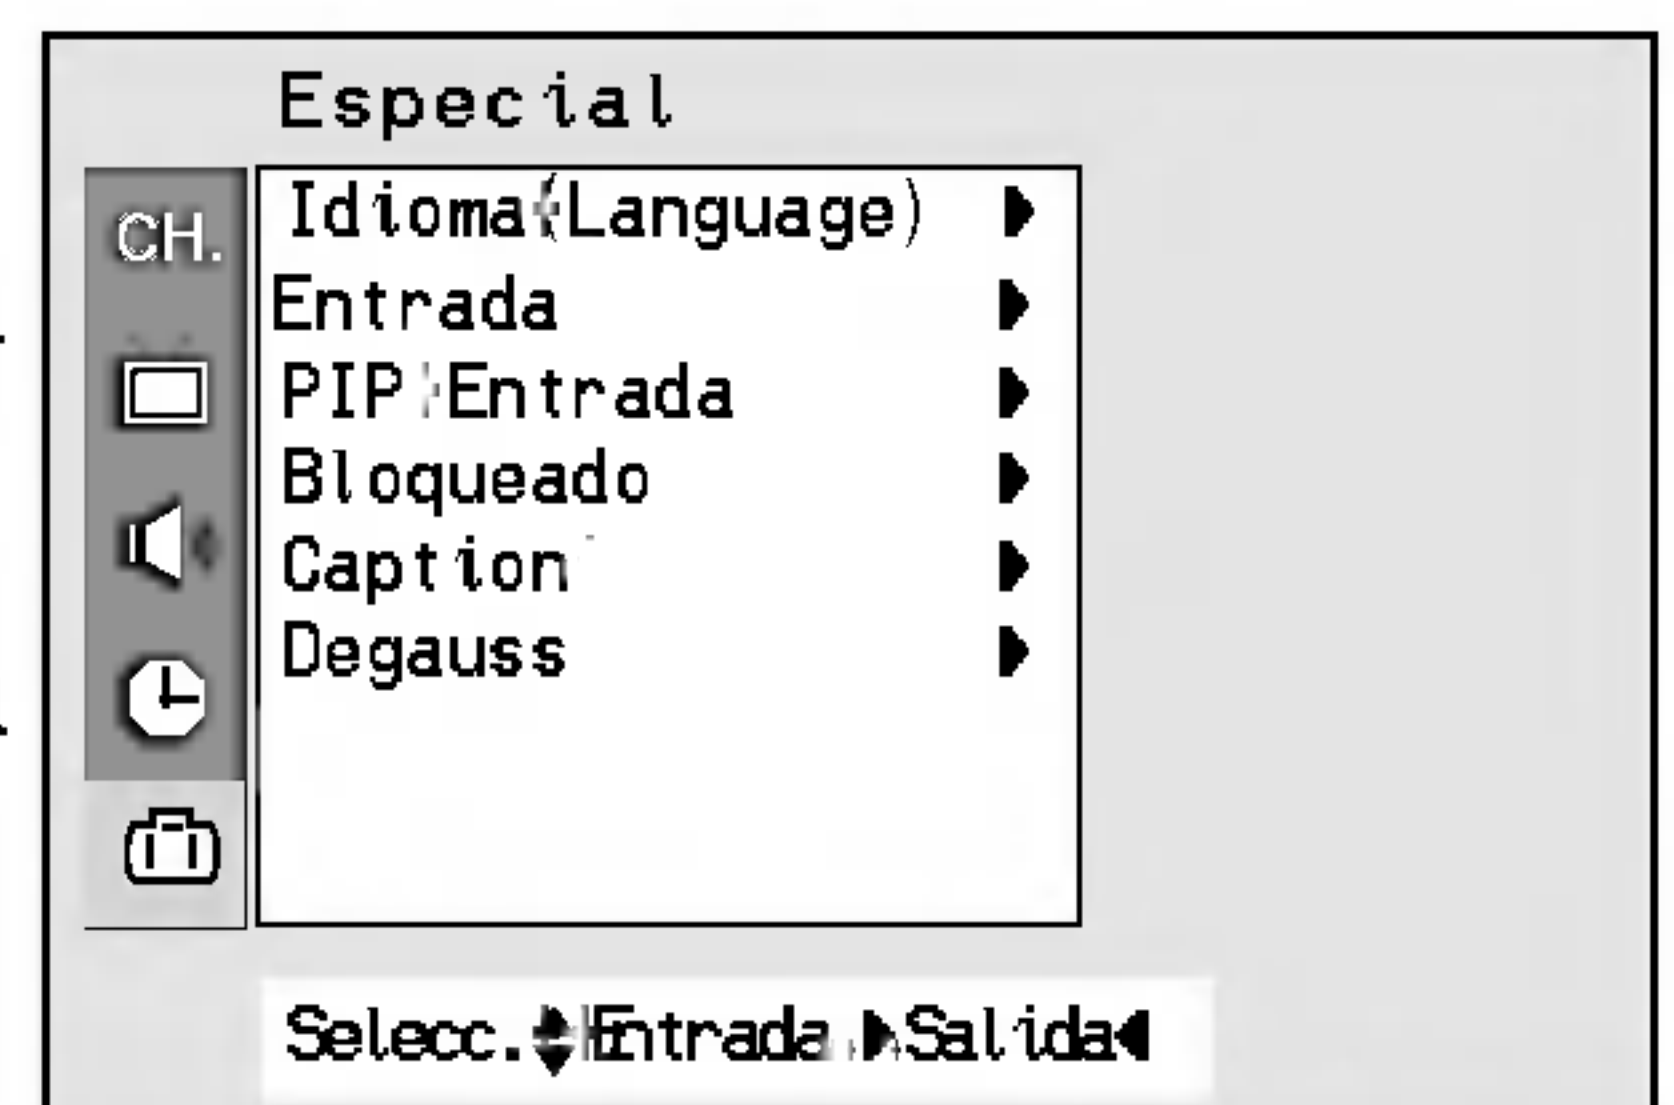 Especial
CH.
Idioma(Language) ▶
Entrada ▶
PIP Entrada ▶
Bloqueado ▶
Caption ▶
Degauss ▶
Selecc.◆Entrada ▶Salida◀